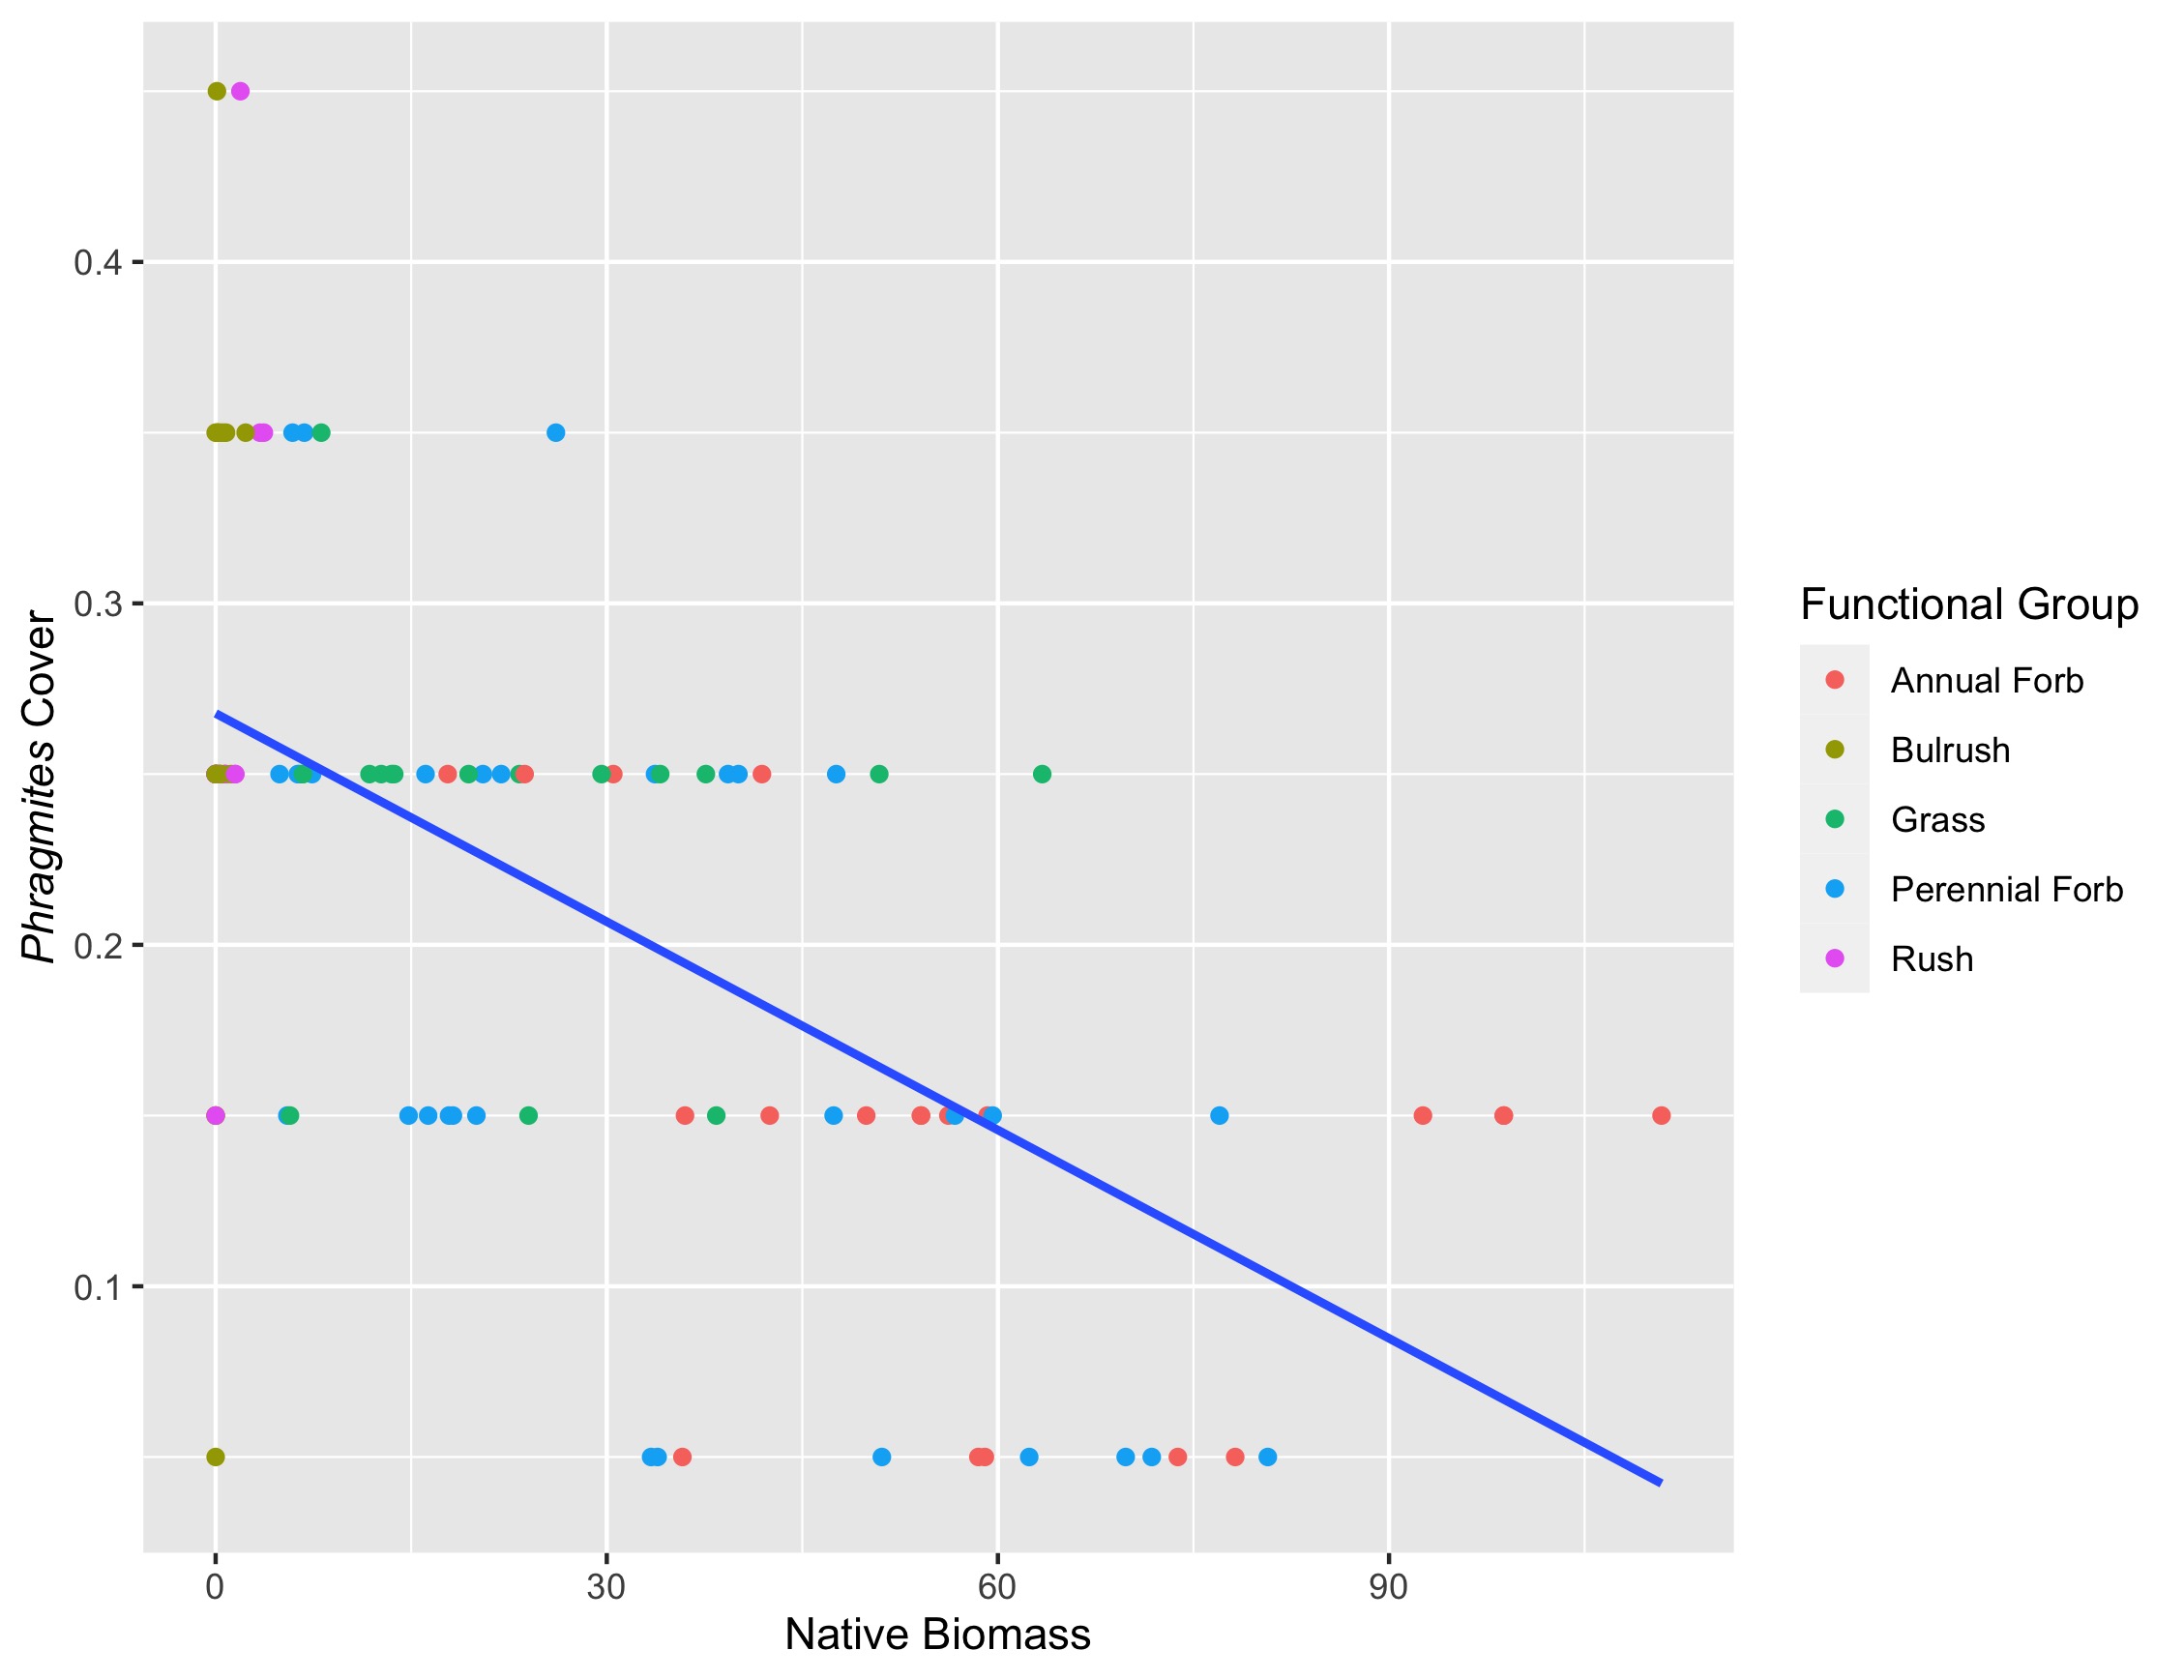 0.4
0.3
0.2
0.1
Phragmites Cover
0
30
60
90
Native Biomass
Functional Group
Annual Forb
Bulrush
Grass
Perennial Forb
Rush